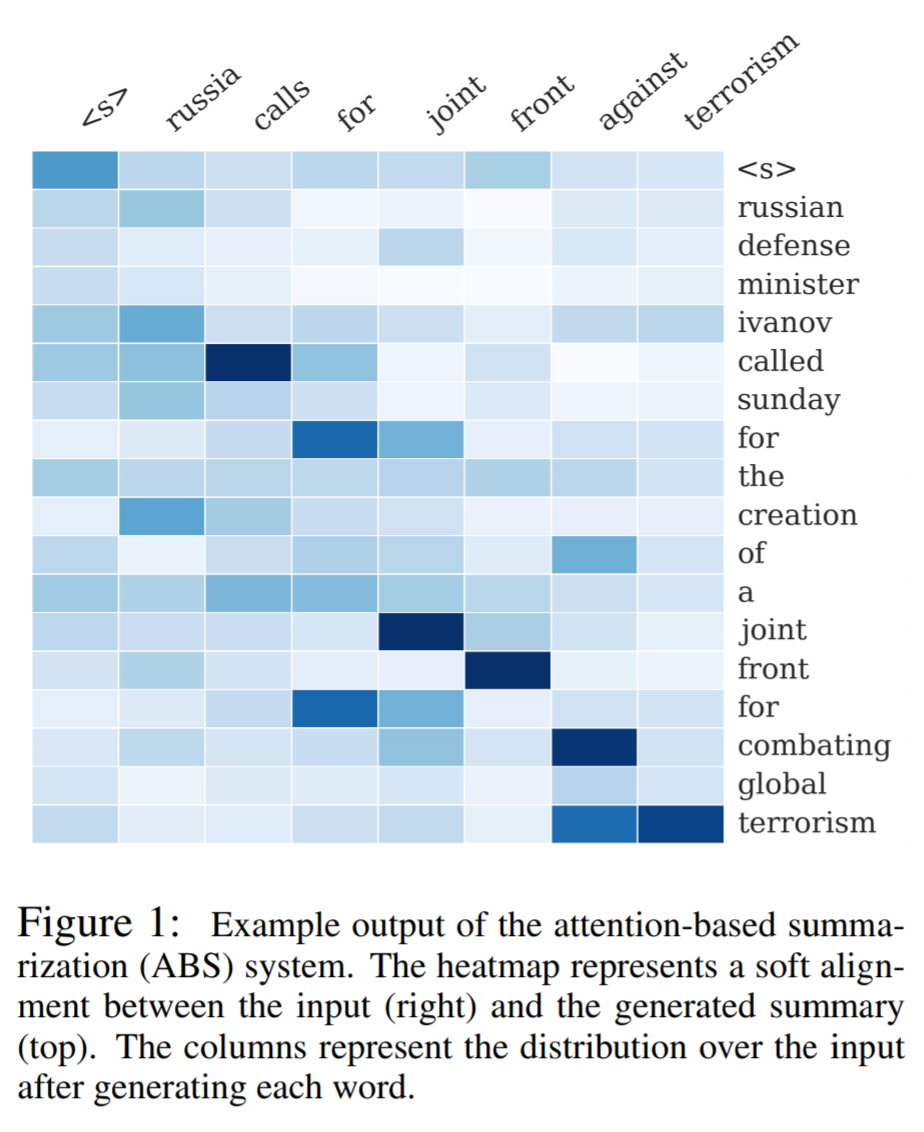 <s> russia calls for joint front against terrorism
<s>
russian
defense
minister
ivanov
called
sunday
for
the
creation
of
a
joint
front
for
combating
global
terrorism
Figure 1: Example output of the attention-based summa-
rization (ABS) system. The heatmap represents a soft align-
ment between the input (right) and the generated summary
(top). The columns represent the distribution over the input
after generating each word.